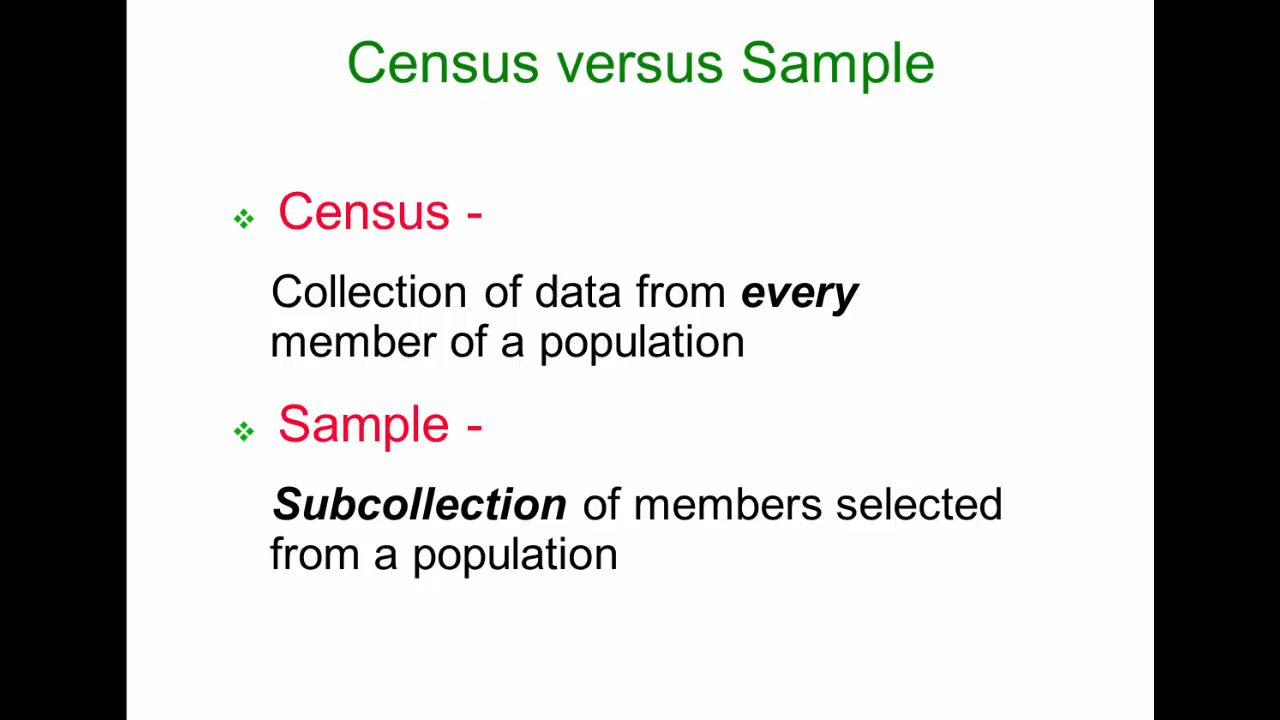 Census versus Sample
❖ Census -
Collection of data from every
member of a population
❖ Sample -
Subcollection of members selected
from a population